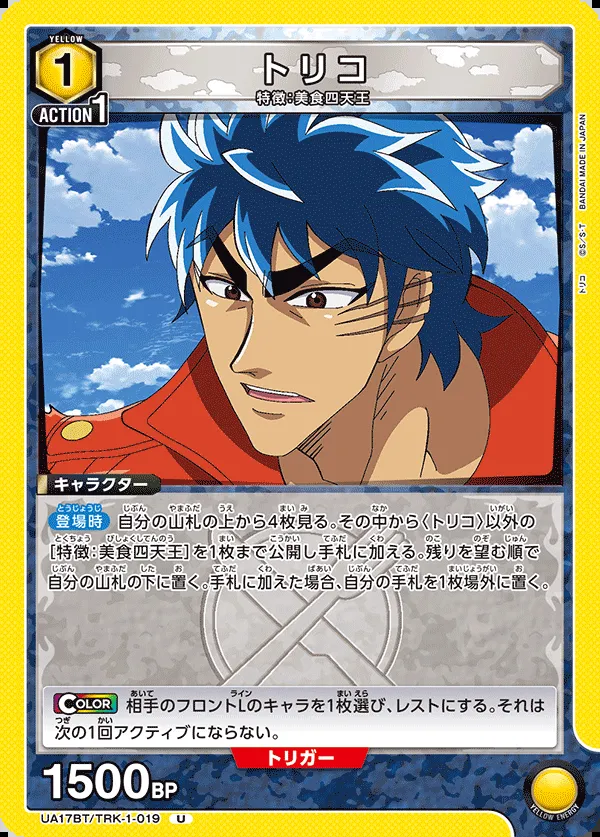 YELLOW
1
ACTION 1
トリコ
特徴：美食四天王
トリコ ©S／S・T BANDAI MADE IN JAPAN
キャラクター
登場時 自分の山札の上から4枚見る。その中から〈トリコ〉以外の
[特徴：美食四天王]を1枚まで公開し手札に加える。残りを望む順で
自分の山札の下に置く。手札に加えた場合、自分の手札を1枚場外に置く。
COLOR 相手のフロントLのキャラを1枚選び、レストにする。それは
次の1回アクティブにならない。
トリガー
1500BP
UA17BT/TRK-1-019 U
YELLOW ENERGY